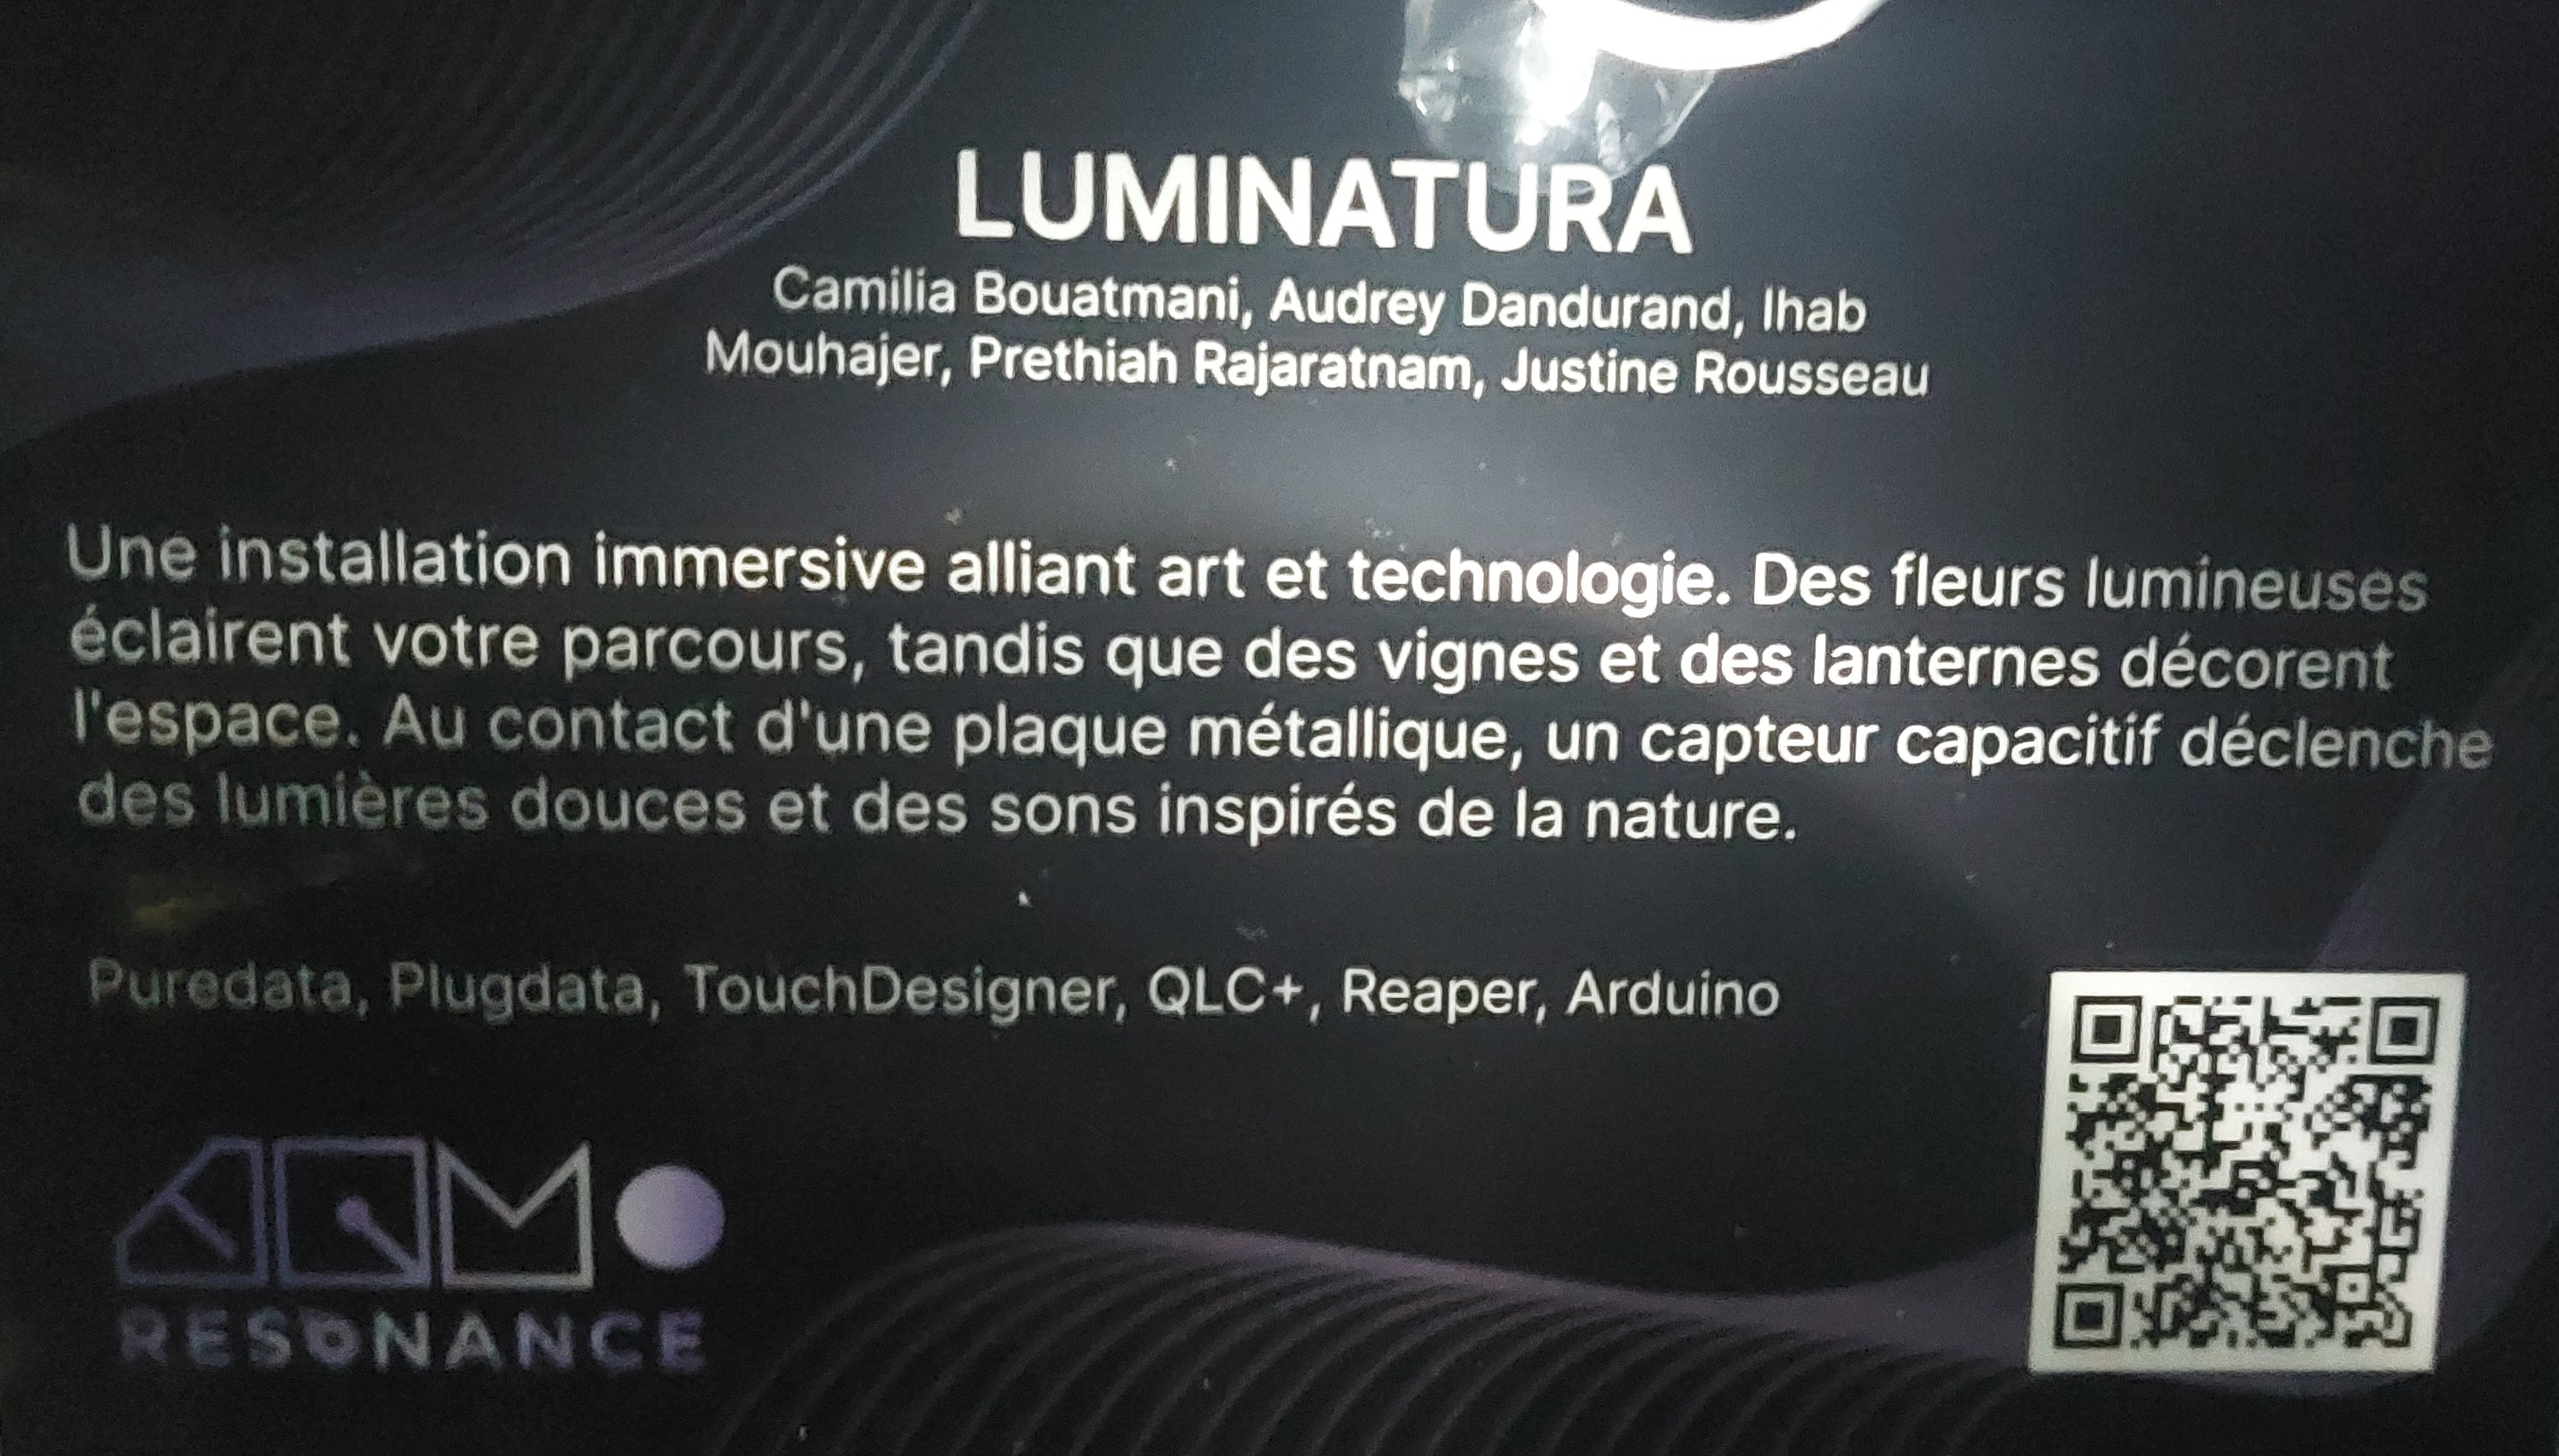 LUMINATURA
Camilia Bouatmani, Audrey Dandurand, Ihab
Mouhajer, Prethiah Rajaratnam, Justine Rousseau
Une installation immersive alliant art et technologie. Des fleurs lumineuses
éclairent votre parcours, tandis que des vignes et des lanternes décorent
l'espace. Au contact d'une plaque métallique, un capteur capacitif déclenche
des lumières douces et des sons inspirés de la nature.
Puredata, Plugdata, TouchDesigner, QLC+, Reaper, Arduino
RESONANCE